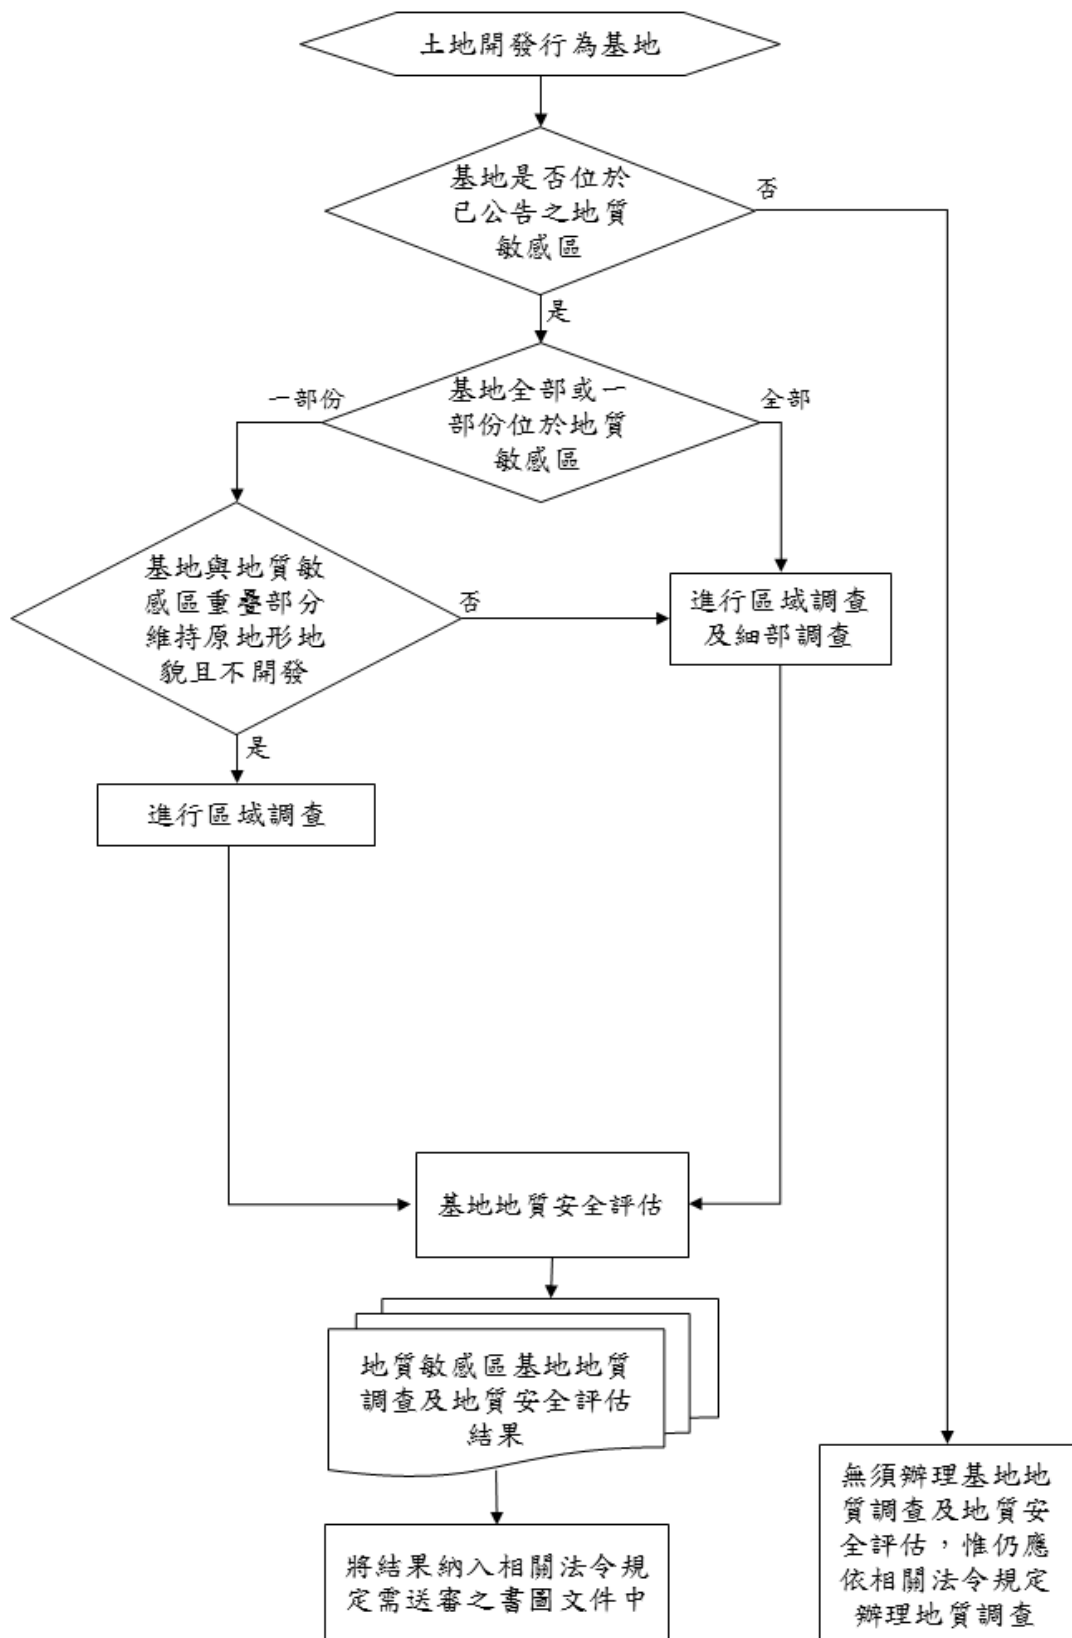 土地開發行為基地
基地是否位於
已公告之地質
敏感區
否
是
基地全部或一
部份位於地質
敏感區
一部份
全部
基地與地質敏
感區重疊部分
維持原地形地
貌且不開發
否
進行區域調查
及細部調查
是
進行區域調查
基地地質安全評估
地質敏感區基地地質
調查及地質安全評估
結果
將結果納入相關法令規
定需送審之書圖文件中
無須辦理基地地
質調查及地質安
全評估，惟仍應
依相關法令規定
辦理地質調查